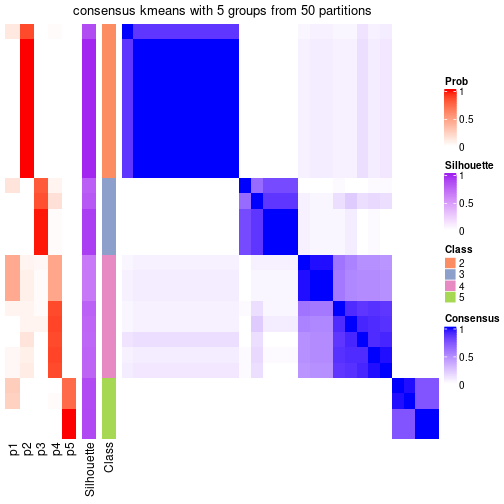 consensus kmeans with 5 groups from 50 partitions
Prob
1
0.5
0
Silhouette
1
0.5
0
Class
2
3
4
5
Consensus
1
0.5
0
p1
p2
p3
p4
p5
Silhouette
Class